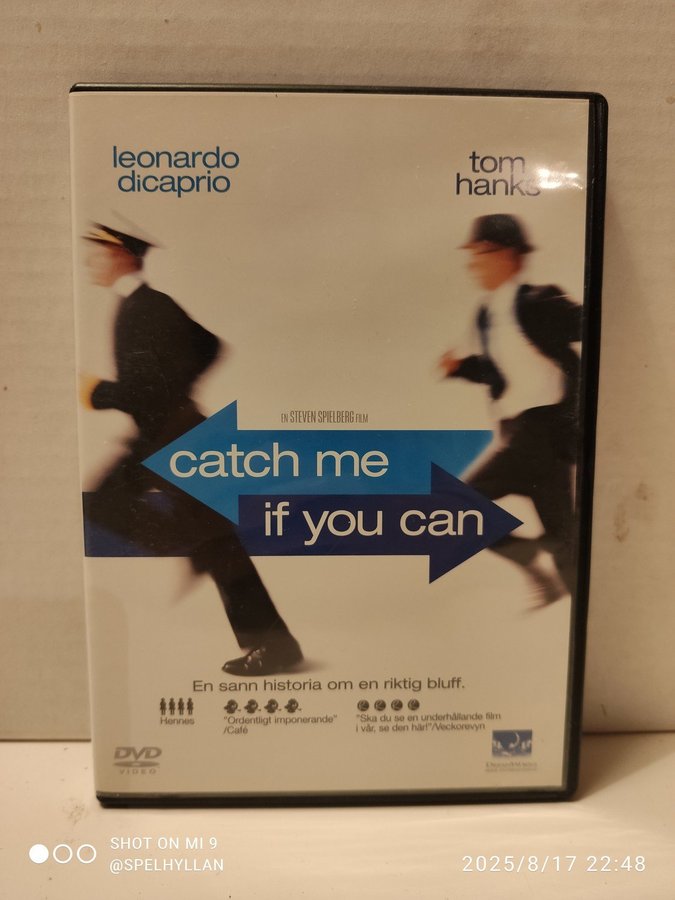 leonardo
dicaprio
tom
hanks
EN STEVEN SPIELBERG FILM
catch me
if you can
En sann historia om en riktig bluff.
Hennes
"Ordentligt imponerande"
/Café
"Ska du se en underhållande film
i vår, se den här!"/Veckorevyn
DVD
VIDEO
DREAMWORKS
SHOT ON MI 9
@SPELHYLLAN
2025/8/17 22:48